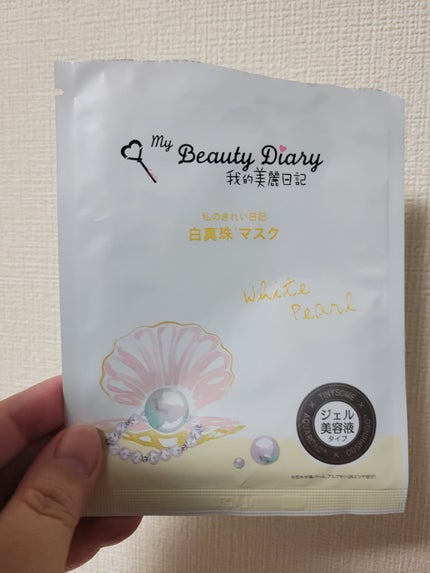 My Beauty Diary
我的美麗日記
私のきれい日記
白真珠 マスク
White
Pearl
TINYSOME
ジェル
美容液
タイプ